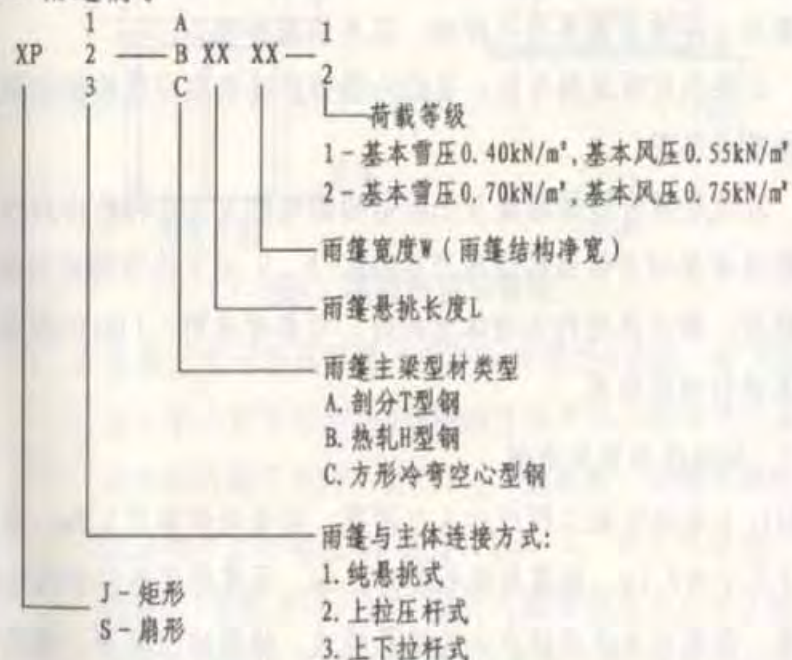 1 A 1
XP 2 —— B XX XX —
3 C 2
荷载等级
1-基本雪压0.40kN/m²,基本风压0.55kN/m²
2-基本雪压0.70kN/m²,基本风压0.75kN/m²
雨篷宽度W(雨篷结构净宽)
雨篷悬挑长度L
雨篷主梁型材类型
A.剖分T型钢
B.热轧H型钢
C.方形冷弯空心型钢
雨篷与主体连接方式:
1.纯悬挑式
2.上拉压杆式
3.上下拉杆式
J-矩形
S-扇形